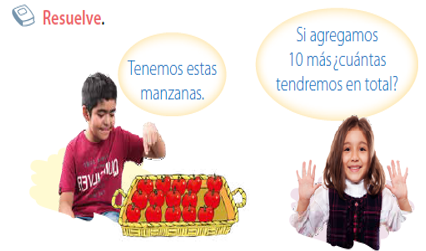 Resuelve.
Tenemos estas
manzanas.
Si agregamos
10 más ¿cuántas
tendremos en total?